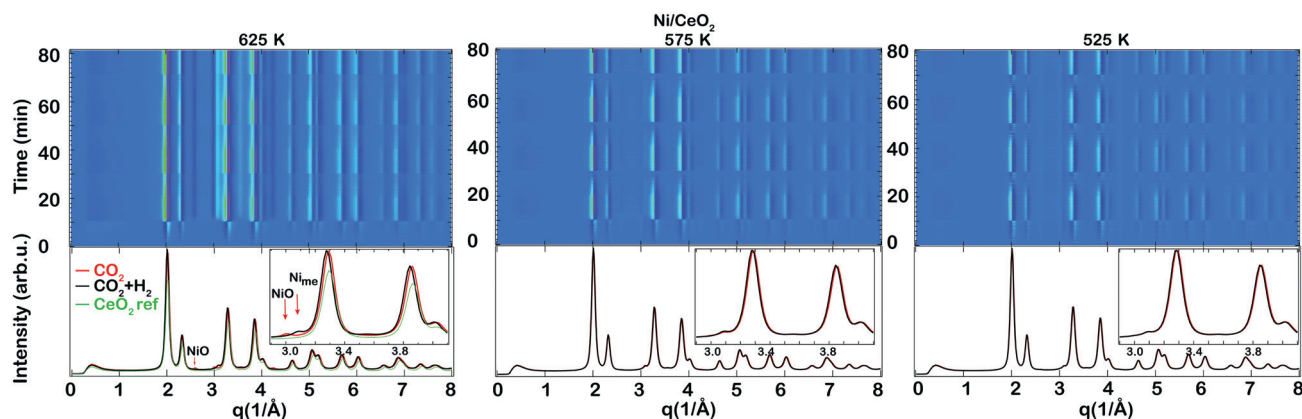 Ni/CeO₂
625 K
575 K
525 K
80
60
40
20
0
Time (min)
80
60
40
20
0
80
60
40
20
0
Intensity (arb.u.)
CO₂
CO₂+H₂
CeO₂ ref
NiO
NiO
Ni_me
3.0 3.4 3.8
3.0 3.4 3.8
3.0 3.4 3.8
0 1 2 3 4 5 6 7 8
0 1 2 3 4 5 6 7 8
0 1 2 3 4 5 6 7 8
q(1/Å)
q(1/Å)
q(1/Å)